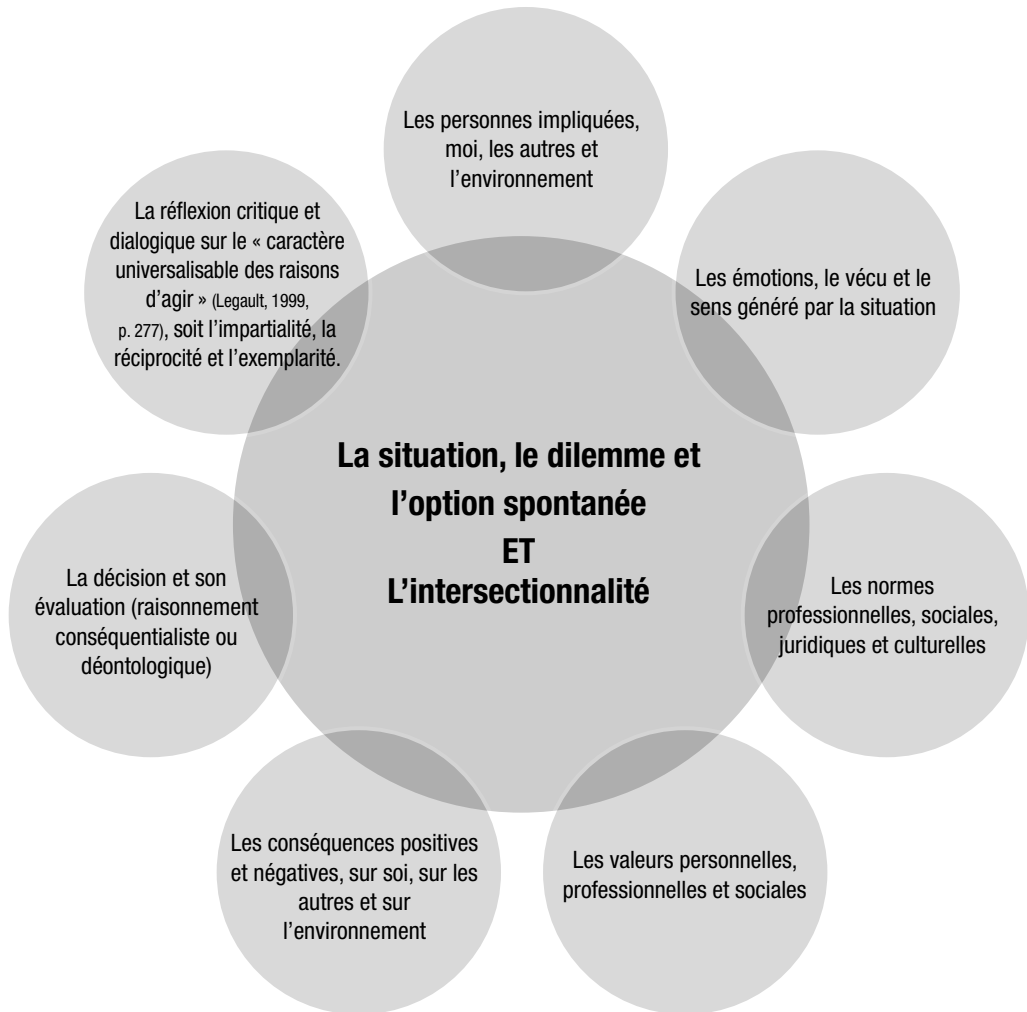 Les personnes impliquées,
moi, les autres et
l’environnement
La réflexion critique et
dialogique sur le « caractère
universalisable des raisons
d’agir » (Legault, 1999,
p. 277), soit l’impartialité, la
réciprocité et l’exemplarité.
Les émotions, le vécu et le
sens généré par la situation
La situation, le dilemme et
l’option spontanée
ET
L’intersectionnalité
La décision et son
évaluation (raisonnement
conséquentialiste ou
déontologique)
Les normes
professionnelles, sociales,
juridiques et culturelles
Les conséquences positives
et négatives, sur soi, sur les
autres et sur
l’environnement
Les valeurs personnelles,
professionnelles et sociales